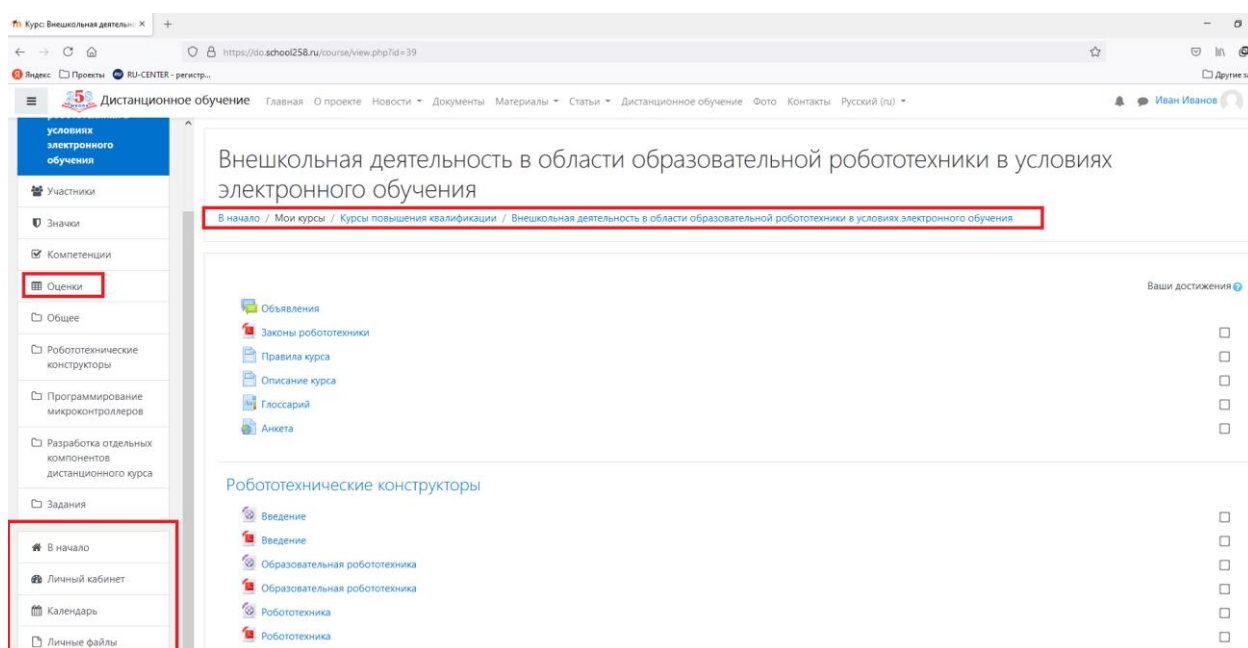 Курс: Внешкольная деятельно
https://do.school258.ru/course/view.php?id=39
Яндекс Проекты RU-CENTER - регистр...
Другие за
258 Дистанционное обучение Главная О проекте Новости Документы Материалы Статьи Дистанционное обучение Фото Контакты Русский (ru) Иван Иванов
условиях
электронного
обучения
Участники
Значки
Компетенции
Оценки
Общее
Робототехнические
конструкторы
Программирование
микроконтроллеров
Разработка отдельных
компонентов
дистанционного курса
Задания
В начало
Личный кабинет
Календарь
Личные файлы
Внешкольная деятельность в области образовательной робототехники в условиях
электронного обучения
В начало / Мои курсы / Курсы повышения квалификации / Внешкольная деятельность в области образовательной робототехники в условиях электронного обучения
Ваши достижения
Объявления
Законы робототехники
Правила курса
Описание курса
Глоссарий
Анкета
Робототехнические конструкторы
Введение
Введение
Образовательная робототехника
Образовательная робототехника
Робототехника
Робототехника